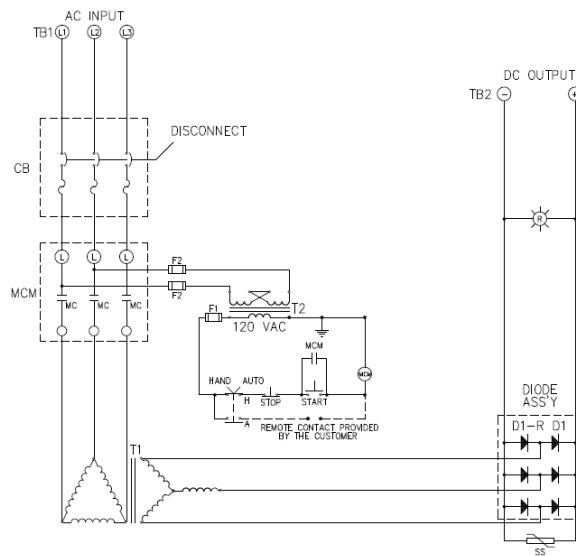 AC INPUT
TB1 L1 L2 L3
DC OUTPUT
TB2 - +
DISCONNECT
CB
R
L L L
F2
F2
MCM
MC MC MC
T2
F1
120 VAC
MCM
HAND AUTO
MCM
H
STOP START
A
REMOTE CONTACT PROVIDED
BY THE CUSTOMER
DIODE
ASS'Y
D1-R D1
T1
SS